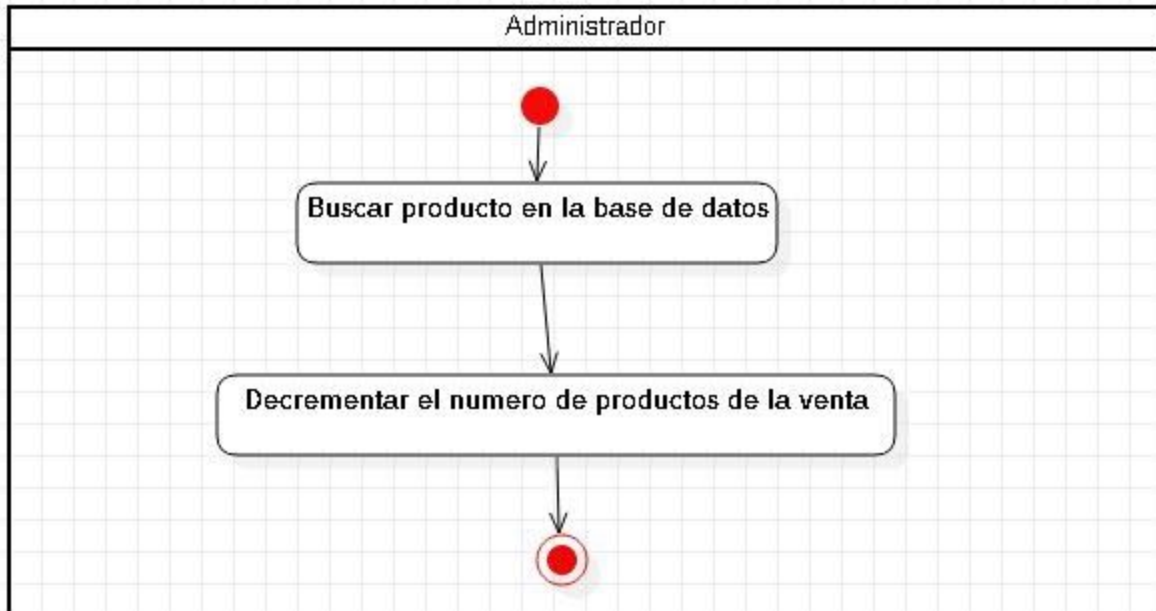 Administrador
Buscar producto en la base de datos
Decrementar el numero de productos de la venta